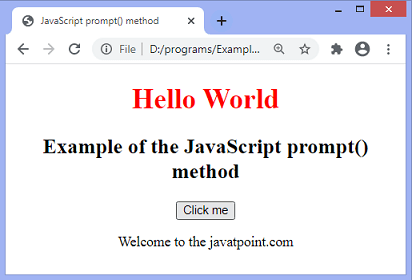 JavaScript prompt() method
File
D:/programs/Exampl...
Hello World
Example of the JavaScript prompt()
method
Click me
Welcome to the javatpoint.com